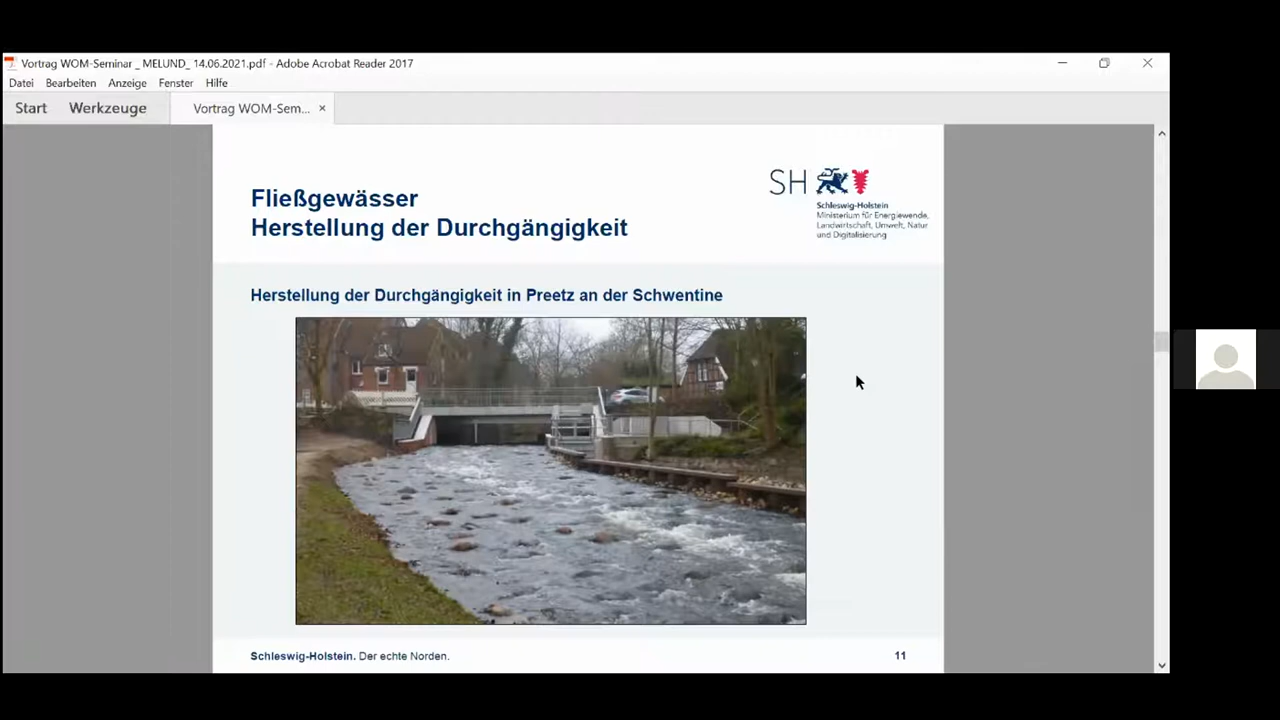 Vortrag WOM-Seminar _ MELUND_ 14.06.2021.pdf - Adobe Acrobat Reader 2017
Datei Bearbeiten Anzeige Fenster Hilfe
Start Werkzeuge Vortrag WOM-Sem... ×
Fließgewässer
Herstellung der Durchgängigkeit
SH
Schleswig-Holstein
Ministerium für Energiewende,
Landwirtschaft, Umwelt, Natur
und Digitalisierung
Herstellung der Durchgängigkeit in Preetz an der Schwentine
Schleswig-Holstein. Der echte Norden.
11